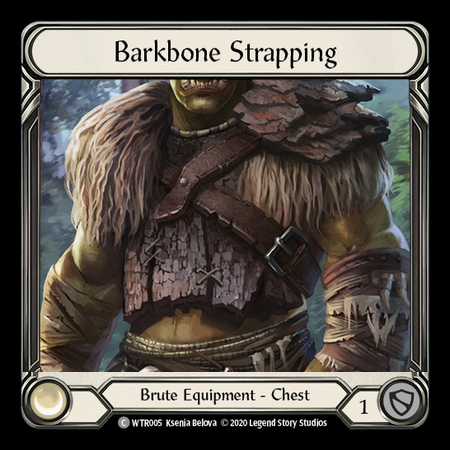 Barkbone Strapping
Brute Equipment - Chest
1
C WTR005 Ksenia Belova © 2020 Legend Story Studios